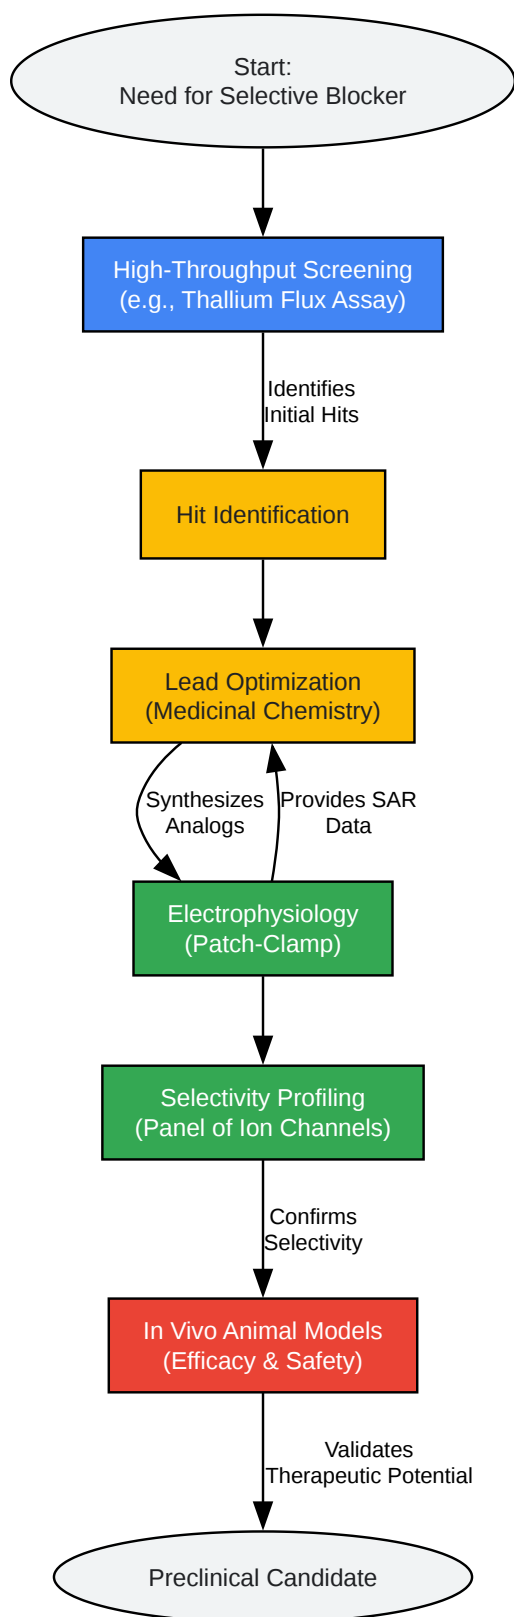 Start:
Need for Selective Blocker
High-Throughput Screening
(e.g., Thallium Flux Assay)
Identifies
Initial Hits
Hit Identification
Lead Optimization
(Medicinal Chemistry)
Synthesizes
Analogs
Provides SAR
Data
Electrophysiology
(Patch-Clamp)
Selectivity Profiling
(Panel of Ion Channels)
Confirms
Selectivity
In Vivo Animal Models
(Efficacy & Safety)
Validates
Therapeutic Potential
Preclinical Candidate